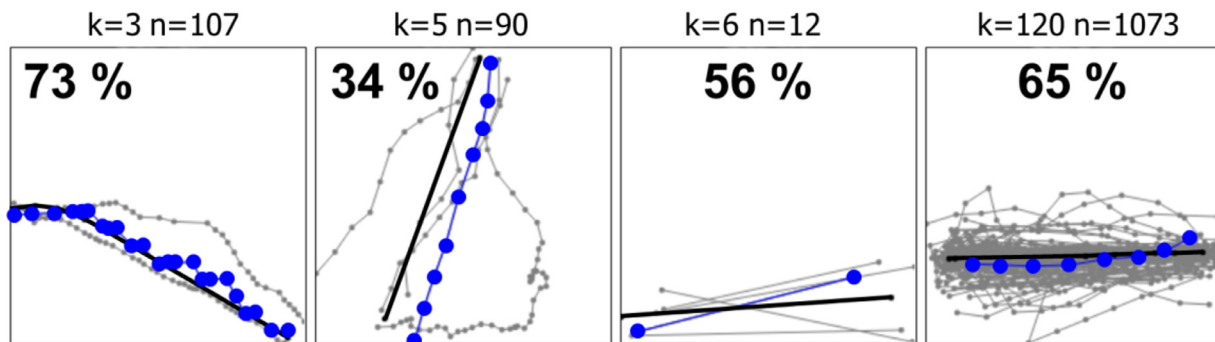 k=3 n=107 k=5 n=90 k=6 n=12 k=120 n=1073
73 % 34 % 56 % 65 %